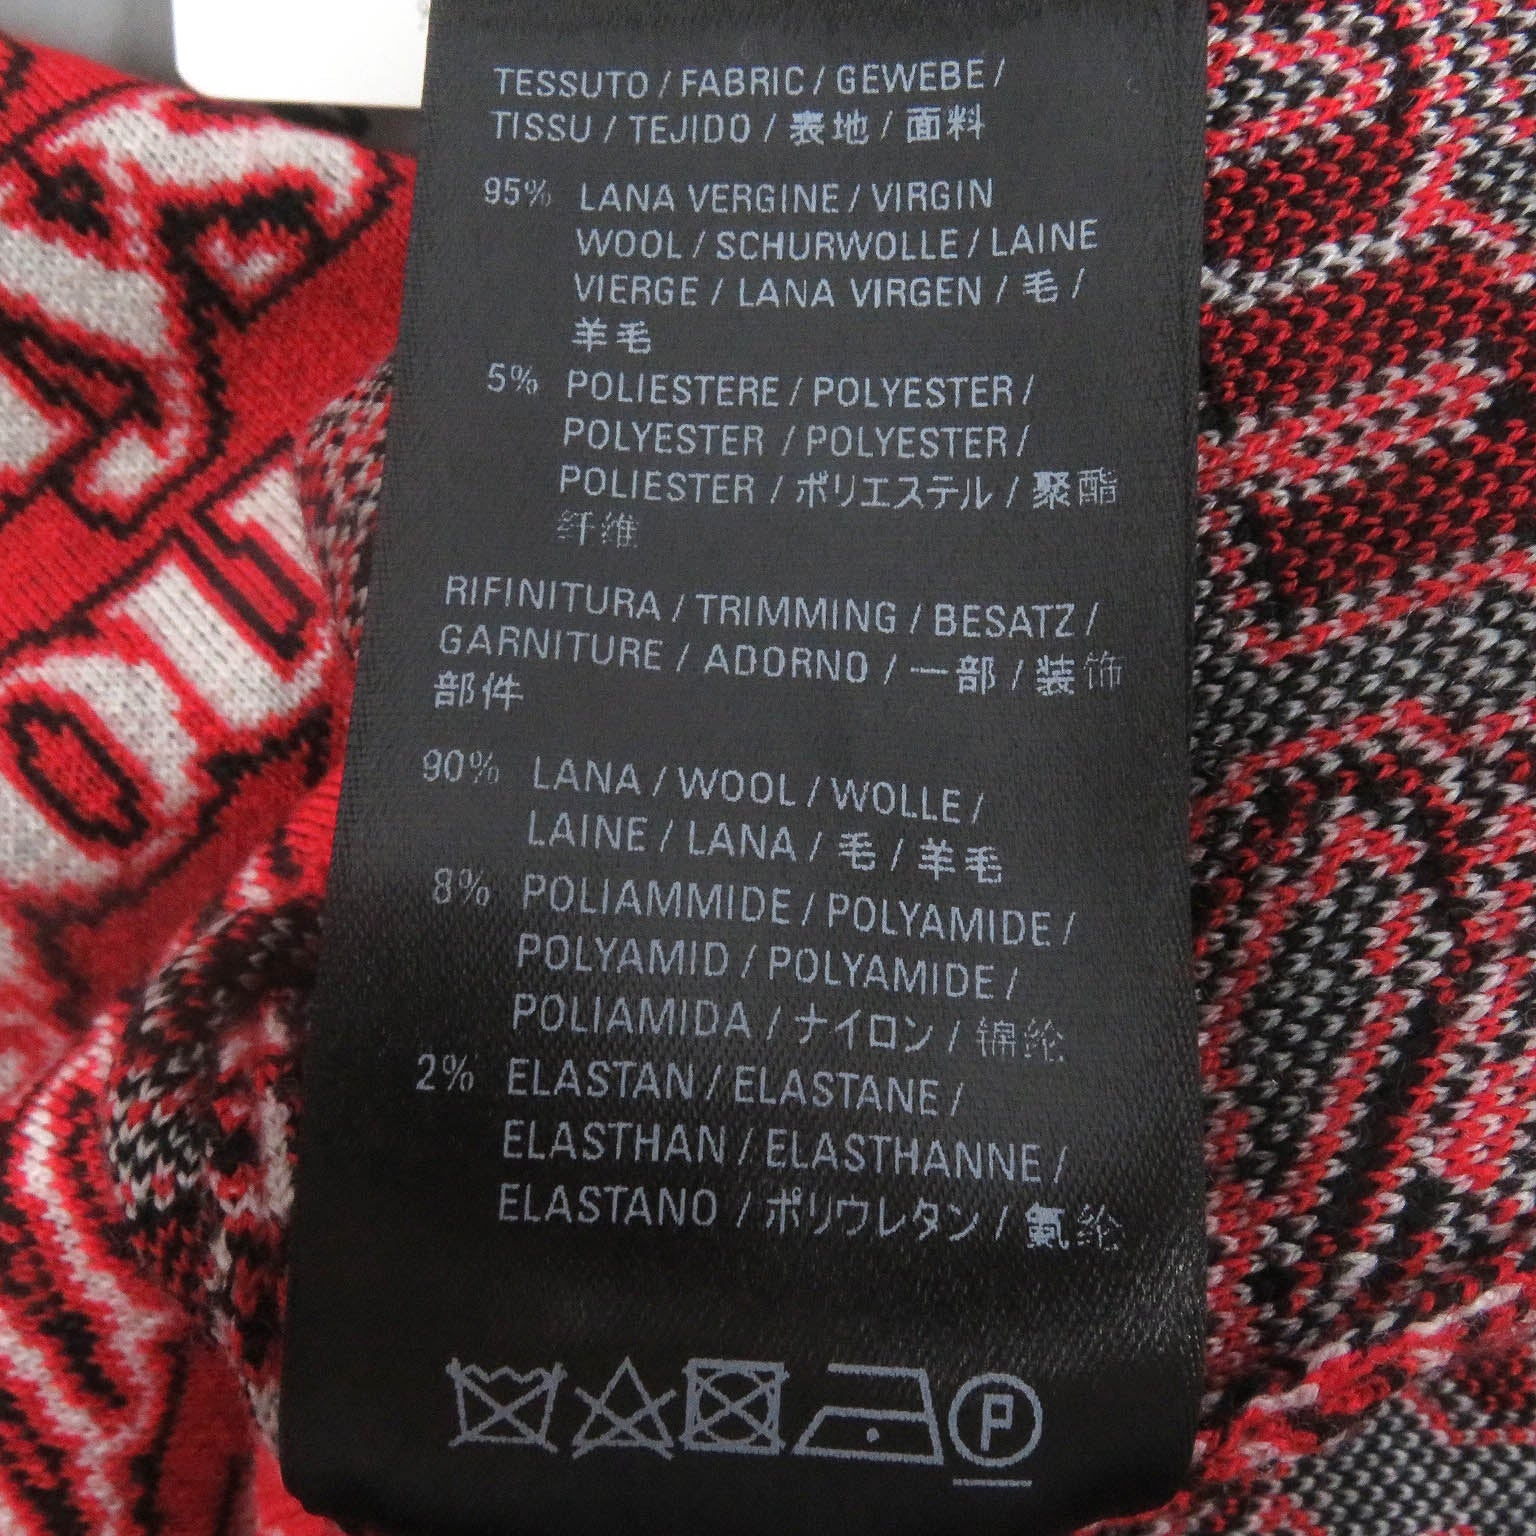 TESSUTO / FABRIC / GEWEBE /
TISSU / TEJIDO / 表地 / 面料
95% LANA VERGINE / VIRGIN
WOOL / SCHURWOLLE / LAINE
VIERGE / LANA VIRGEN / 毛 /
羊毛
5% POLIESTERE / POLYESTER /
POLYESTER / POLYESTER /
POLIESTER / ポリエステル / 聚酯
纤维
RIFINITURA / TRIMMING / BESATZ /
GARNITURE / ADORNO / 一部 / 装饰
部件
90% LANA / WOOL / WOLLE /
LAINE / LANA / 毛 / 羊毛
8% POLIAMMIDE / POLYAMIDE /
POLYAMID / POLYAMIDE /
POLIAMIDA / ナイロン / 锦纶
2% ELASTAN / ELASTANE /
ELASTHAN / ELASTHANNE /
ELASTANO / ポリウレタン / 氨纶
P